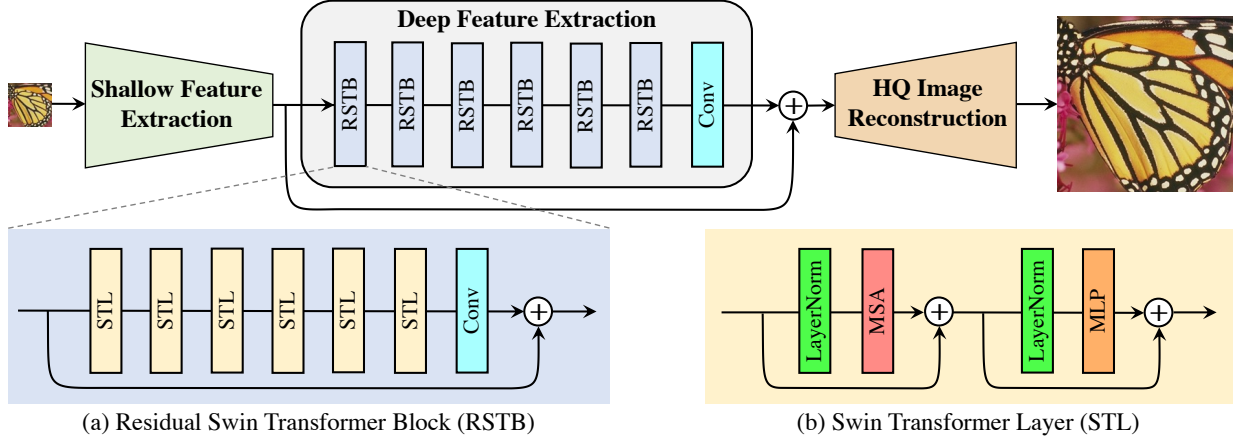 Deep Feature Extraction
Shallow Feature
Extraction
RSTB
RSTB
RSTB
RSTB
RSTB
RSTB
Conv
HQ Image
Reconstruction
STL
STL
STL
STL
STL
STL
Conv
LayerNorm
MSA
LayerNorm
MLP
(a) Residual Swin Transformer Block (RSTB)
(b) Swin Transformer Layer (STL)